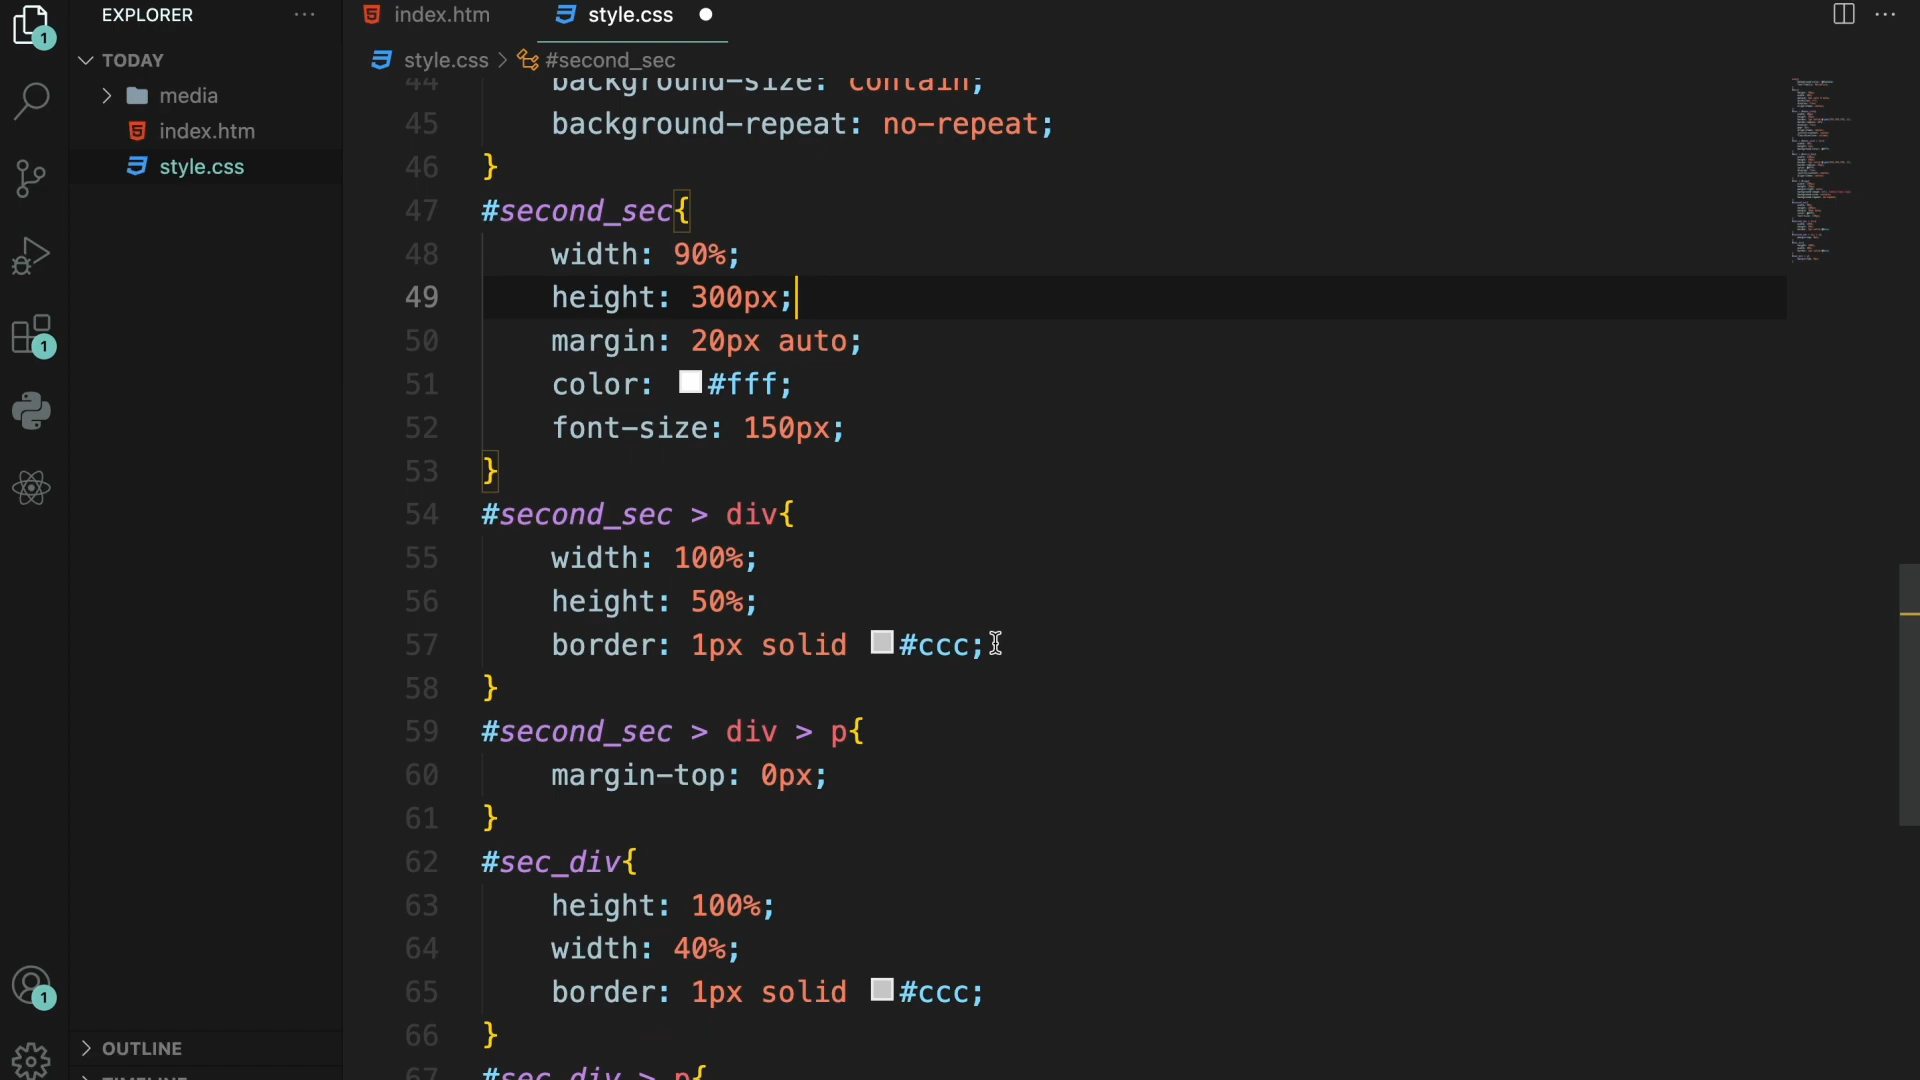 EXPLORER
TODAY
media
index.htm
style.css
OUTLINE
1
1
1
index.htm
style.css
style.css > #second_sec
44 background-size: contain;
45 background-repeat: no-repeat;
46 }
47 #second_sec{
48 width: 90%;
49 height: 300px;
50 margin: 20px auto;
51 color: #fff;
52 font-size: 150px;
53 }
54 #second_sec > div{
55 width: 100%;
56 height: 50%;
57 border: 1px solid #ccc;
58 }
59 #second_sec > div > p{
60 margin-top: 0px;
61 }
62 #sec_div{
63 height: 100%;
64 width: 40%;
65 border: 1px solid #ccc;
66 }
67 #sec_div > p{